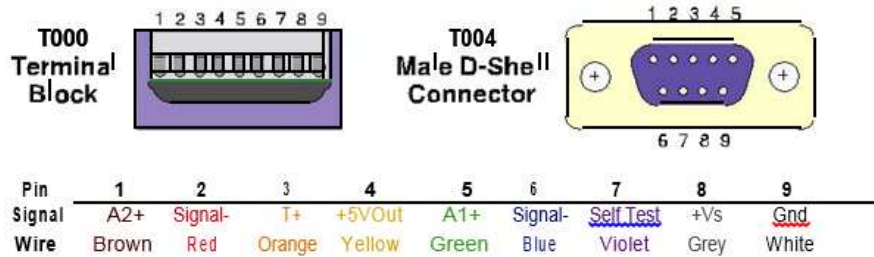 1 2 3 4 5 6 7 8 9
T000
Terminal
Block
T004
Male D-Shell
Connector
1 2 3 4 5
6 7 8 9
Pin 1 2 3 4 5 6 7 8 9
Signal A2+ Signal- T+ +5VOut A1+ Signal- Self Test +Vs Gnd
Wire Brown Red Orange Yellow Green Blue Violet Grey White